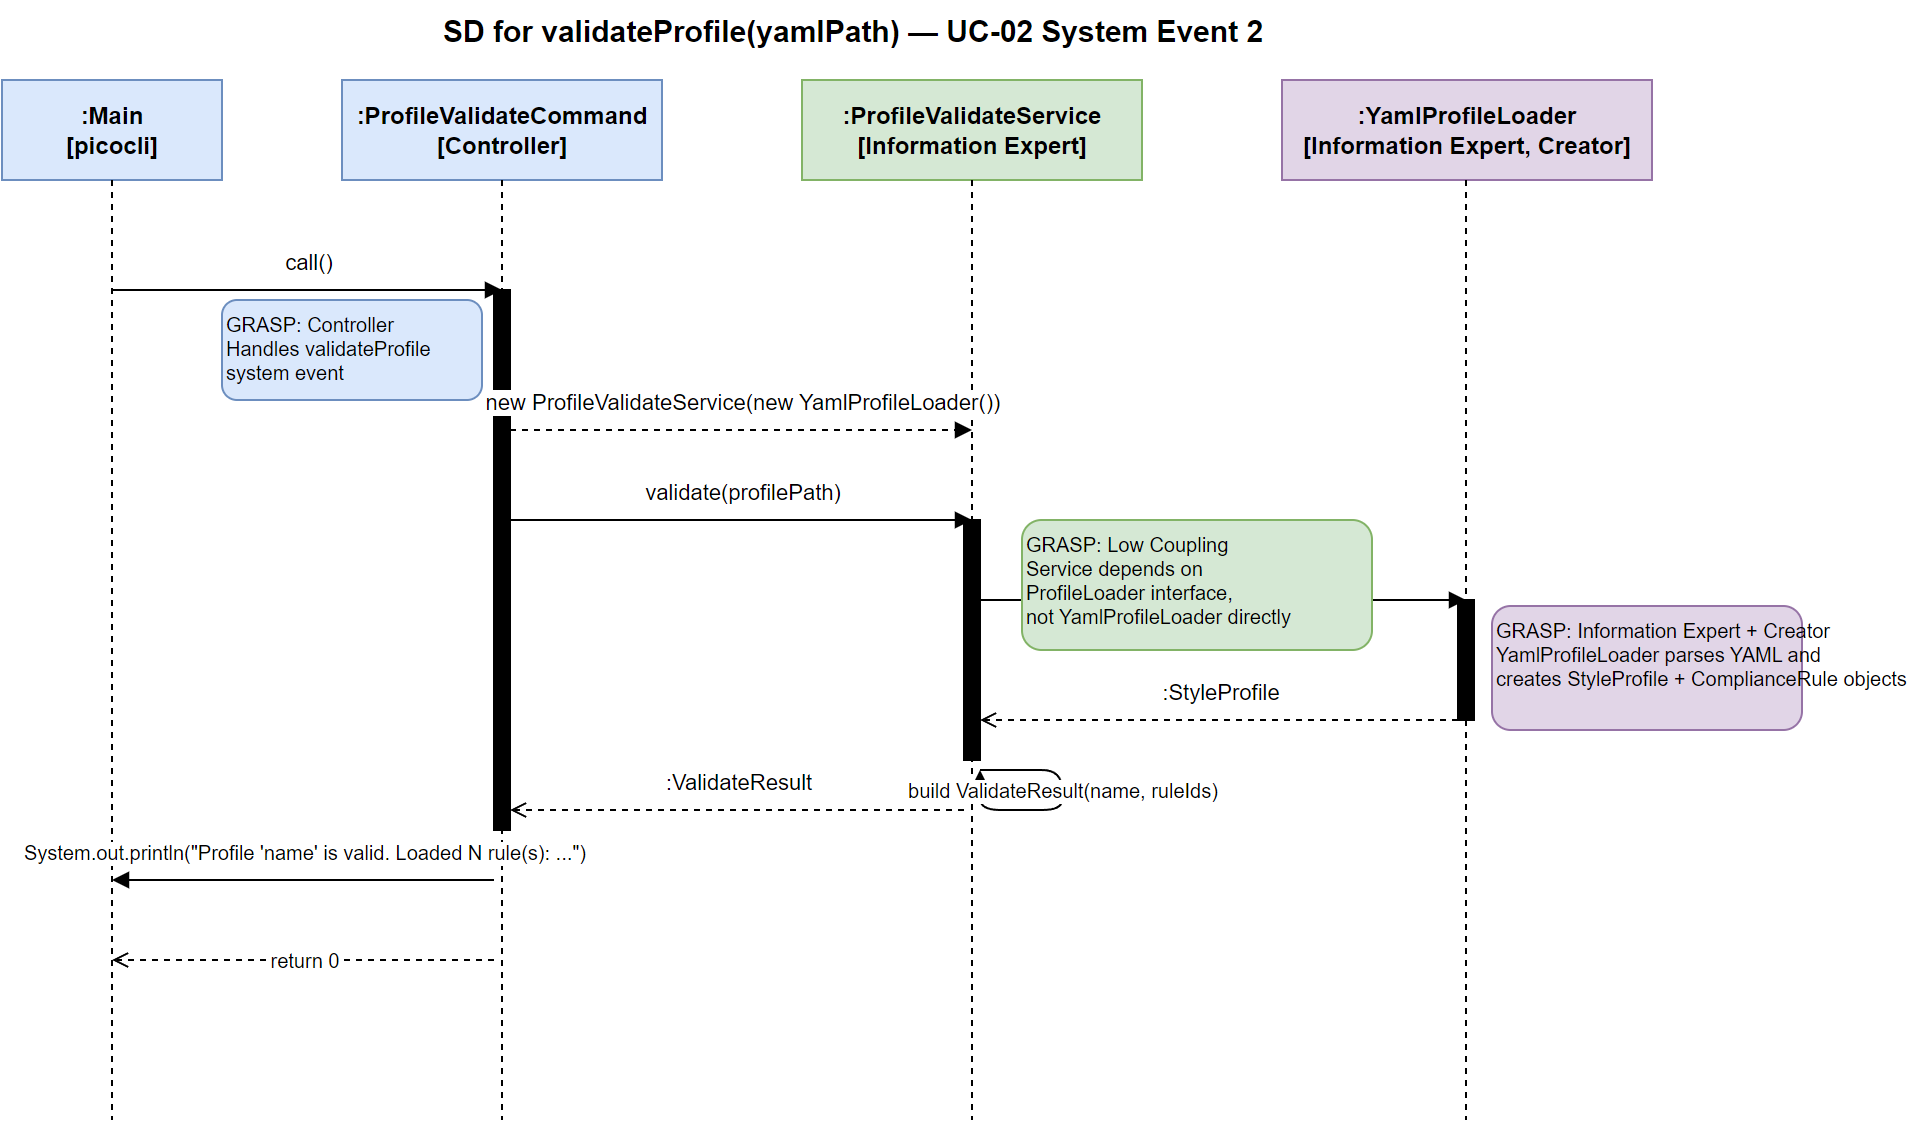 SD for validateProfile(yamlPath) — UC-02 System Event 2
:Main
[picocli]
:ProfileValidateCommand
[Controller]
:ProfileValidateService
[Information Expert]
:YamlProfileLoader
[Information Expert, Creator]
call()
GRASP: Controller
Handles validateProfile
system event
new ProfileValidateService(new YamlProfileLoader())
validate(profilePath)
GRASP: Low Coupling
Service depends on
ProfileLoader interface,
not YamlProfileLoader directly
GRASP: Information Expert + Creator
YamlProfileLoader parses YAML and
creates StyleProfile + ComplianceRule objects
:StyleProfile
:ValidateResult
build ValidateResult(name, ruleIds)
System.out.println("Profile 'name' is valid. Loaded N rule(s): ...")
return 0